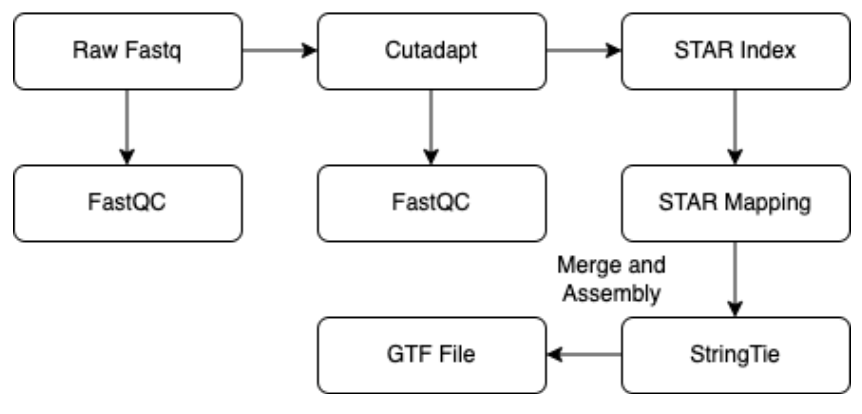 Raw Fastq
Cutadapt
STAR Index
FastQC
FastQC
STAR Mapping
Merge and
Assembly
GTF File
StringTie